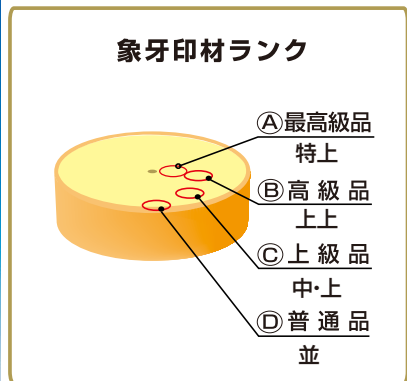 象牙印材ランク
Ⓐ最高級品
特上
Ⓑ高級品
上上
Ⓒ上級品
中・上
Ⓓ普通品
並